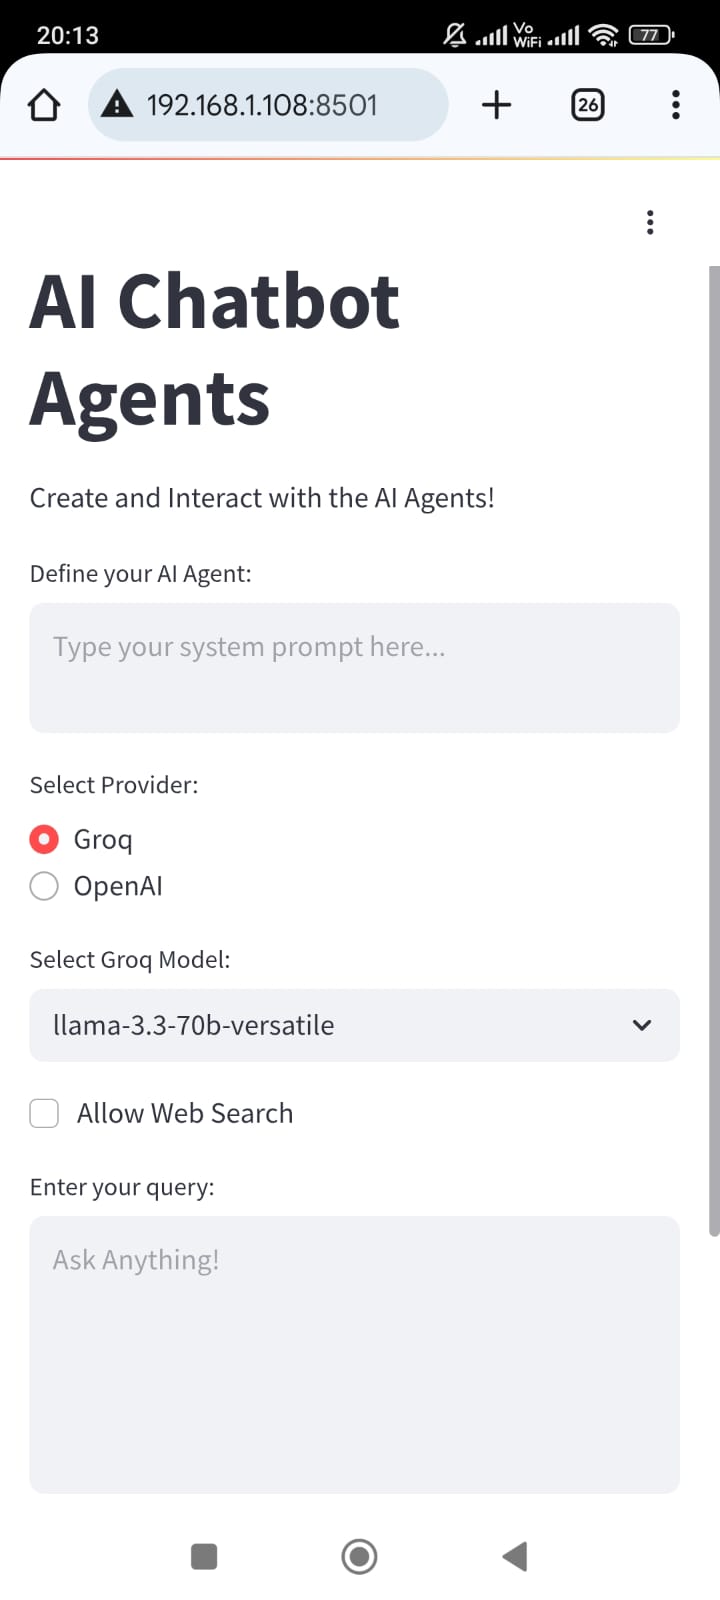 20:13
Vo
WiFi
77
192.168.1.108:8501
26
AI Chatbot
Agents
Create and Interact with the AI Agents!
Define your AI Agent:
Type your system prompt here...
Select Provider:
Groq
OpenAI
Select Groq Model:
llama-3.3-70b-versatile
Allow Web Search
Enter your query:
Ask Anything!